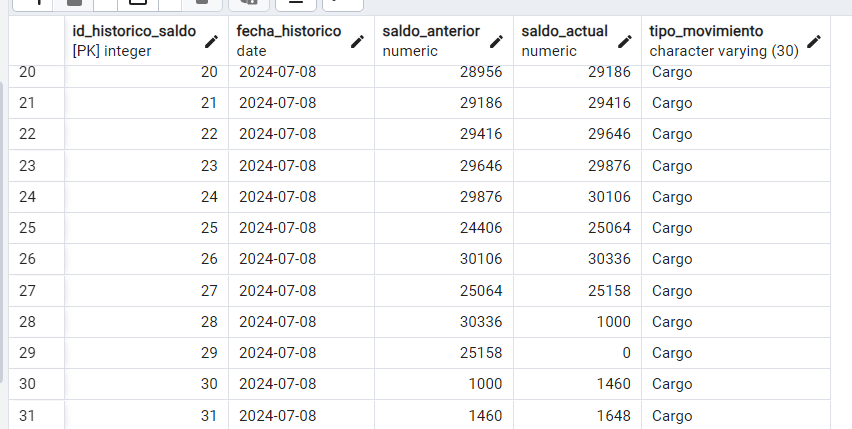 id_historico_saldo fecha_historico saldo_anterior saldo_actual tipo_movimiento
[PK] integer date numeric numeric character varying (30)
20 20 2024-07-08 28956 29186 Cargo
21 21 2024-07-08 29186 29416 Cargo
22 22 2024-07-08 29416 29646 Cargo
23 23 2024-07-08 29646 29876 Cargo
24 24 2024-07-08 29876 30106 Cargo
25 25 2024-07-08 24406 25064 Cargo
26 26 2024-07-08 30106 30336 Cargo
27 27 2024-07-08 25064 25158 Cargo
28 28 2024-07-08 30336 1000 Cargo
29 29 2024-07-08 25158 0 Cargo
30 30 2024-07-08 1000 1460 Cargo
31 31 2024-07-08 1460 1648 Cargo